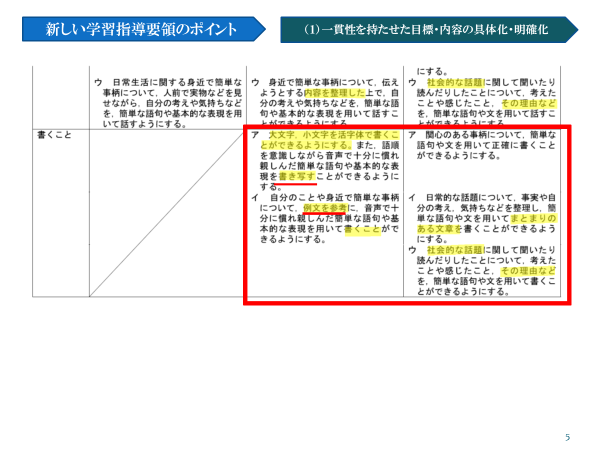 新しい学習指導要領のポイント
(1)一貫性を持たせた目標・内容の具体化・明確化
ウ 日常生活に関する身近で簡単な
事柄について，人前で実物などを見
せながら，自分の考えや気持ちなど
を，簡単な語句や基本的な表現を用
いて話すようにする。
ウ 身近で簡単な事柄について，伝え
ようとする内容を整理した上で，自
分の考えや気持ちなどを，簡単な語
句や基本的な表現を用いて話すこ
とができるようにする。
にする。
ウ 社会的な話題に関して聞いたり
読んだりしたことについて，考えた
ことや感じたこと，その理由など
を，簡単な語句や文を用いて話すこ
とができるようにする。
書くこと
ア 大文字，小文字を活字体で書くこ
とができるようにする。また，語順
を意識しながら音声で十分に慣れ
親しんだ簡単な語句や基本的な表
現を書き写すことができるようにす
る。
イ 自分のことや身近で簡単な事柄
について，例文を参考に，音声で十
分に慣れ親しんだ簡単な語句や基
本的な表現を用いて書くことがで
きるようにする。
ア 関心のある事柄について，簡単な
語句や文を用いて正確に書くこと
ができるようにする。
イ 日常的な話題について，事実や自
分の考え，気持ちなどを整理し，簡
単な語句や文を用いてまとまりの
ある文章を書くことができるよう
にする。
ウ 社会的な話題に関して聞いたり
読んだりしたことについて，考えた
ことや感じたこと，その理由など
を，簡単な語句や文を用いて書くこ
とができるようにする。
5